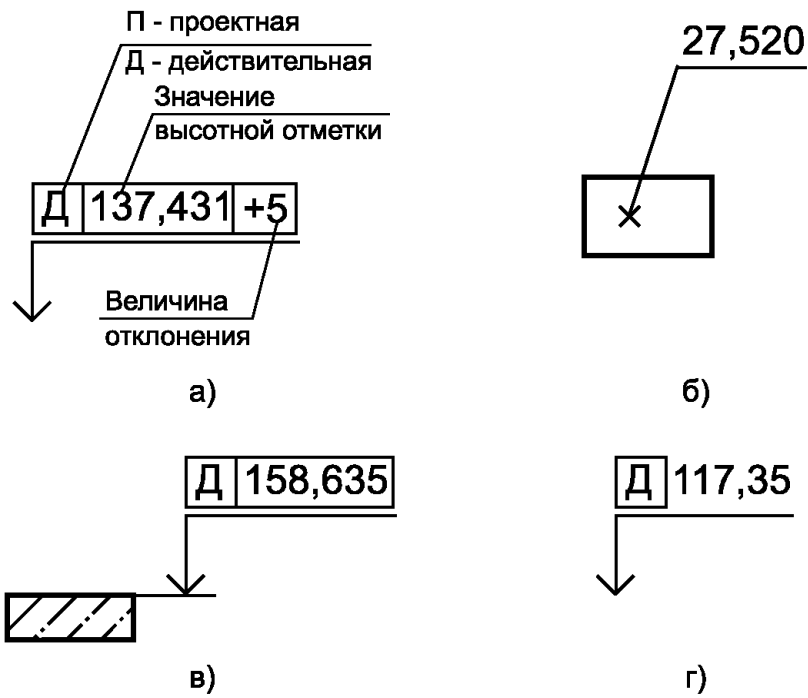 П - проектная
Д - действительная
Значение
высотной отметки
Д 137,431 +5
Величина
отклонения
а)
27,520
б)
Д 158,635
в)
Д 117,35
г)